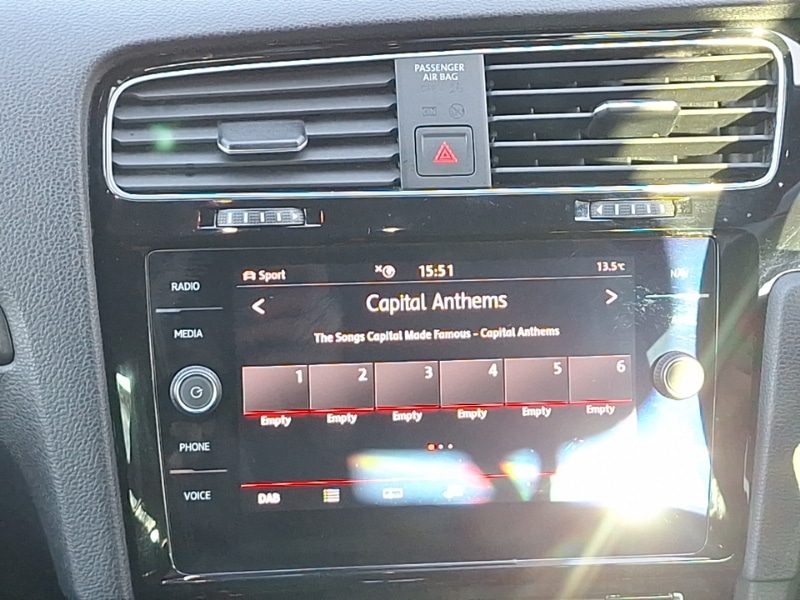 PASSENGER
AIR BAG
RADIO
MEDIA
PHONE
VOICE
NAV
Sport
15:51
13.5°C
< Capital Anthems >
The Songs Capital Made Famous - Capital Anthems
1 2 3 4 5 6
Empty Empty Empty Empty Empty Empty
DAB